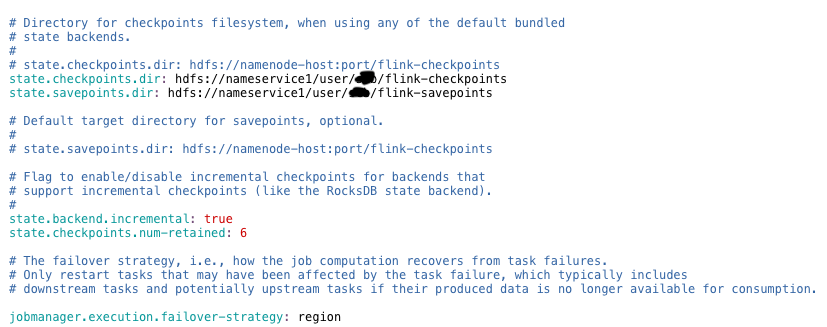 # Directory for checkpoints filesystem, when using any of the default bundled
# state backends.
#
# state.checkpoints.dir: hdfs://namenode-host:port/flink-checkpoints
state.checkpoints.dir: hdfs://nameservice1/user/ /flink-checkpoints
state.savepoints.dir: hdfs://nameservice1/user/ /flink-savepoints
# Default target directory for savepoints, optional.
#
# state.savepoints.dir: hdfs://namenode-host:port/flink-checkpoints
# Flag to enable/disable incremental checkpoints for backends that
# support incremental checkpoints (like the RocksDB state backend).
#
state.backend.incremental: true
state.checkpoints.num-retained: 6
# The failover strategy, i.e., how the job computation recovers from task failures.
# Only restart tasks that may have been affected by the task failure, which typically includes
# downstream tasks and potentially upstream tasks if their produced data is no longer available for consumption.
jobmanager.execution.failover-strategy: region